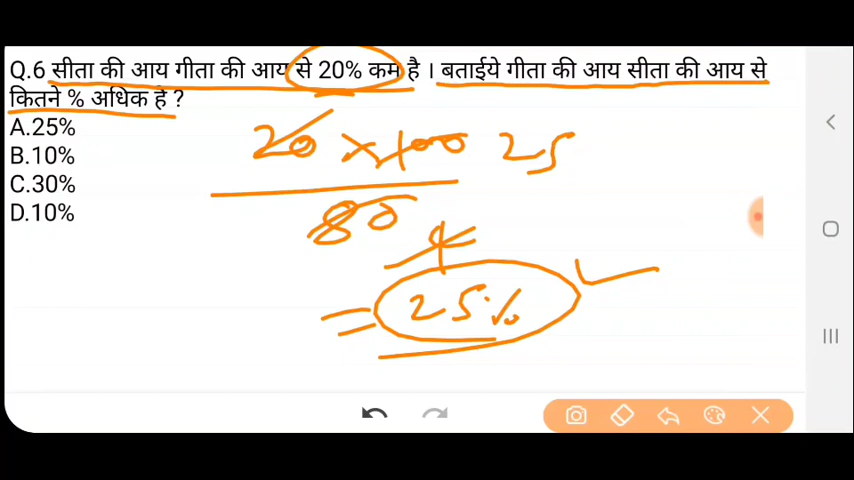 Q.6 सीता की आय गीता की आय से 20% कम है । बताईये गीता की आय सीता की आय से
कितने % अधिक है ?
A.25%
B.10%
C.30%
D.10%
20 × 100 25
80
4
= 25%